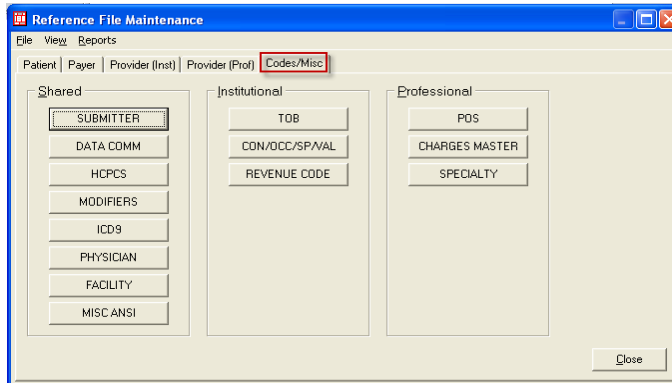 Reference File Maintenance
File View Reports
Patient Payer Provider (Inst) Provider (Prof) Codes/Misc
Shared Institutional Professional
SUBMITTER TOB POS
DATA COMM CON/OCC/SP/VAL CHARGES MASTER
HCPCS REVENUE CODE SPECIALTY
MODIFIERS
ICD9
PHYSICIAN
FACILITY
MISC ANSI
Close